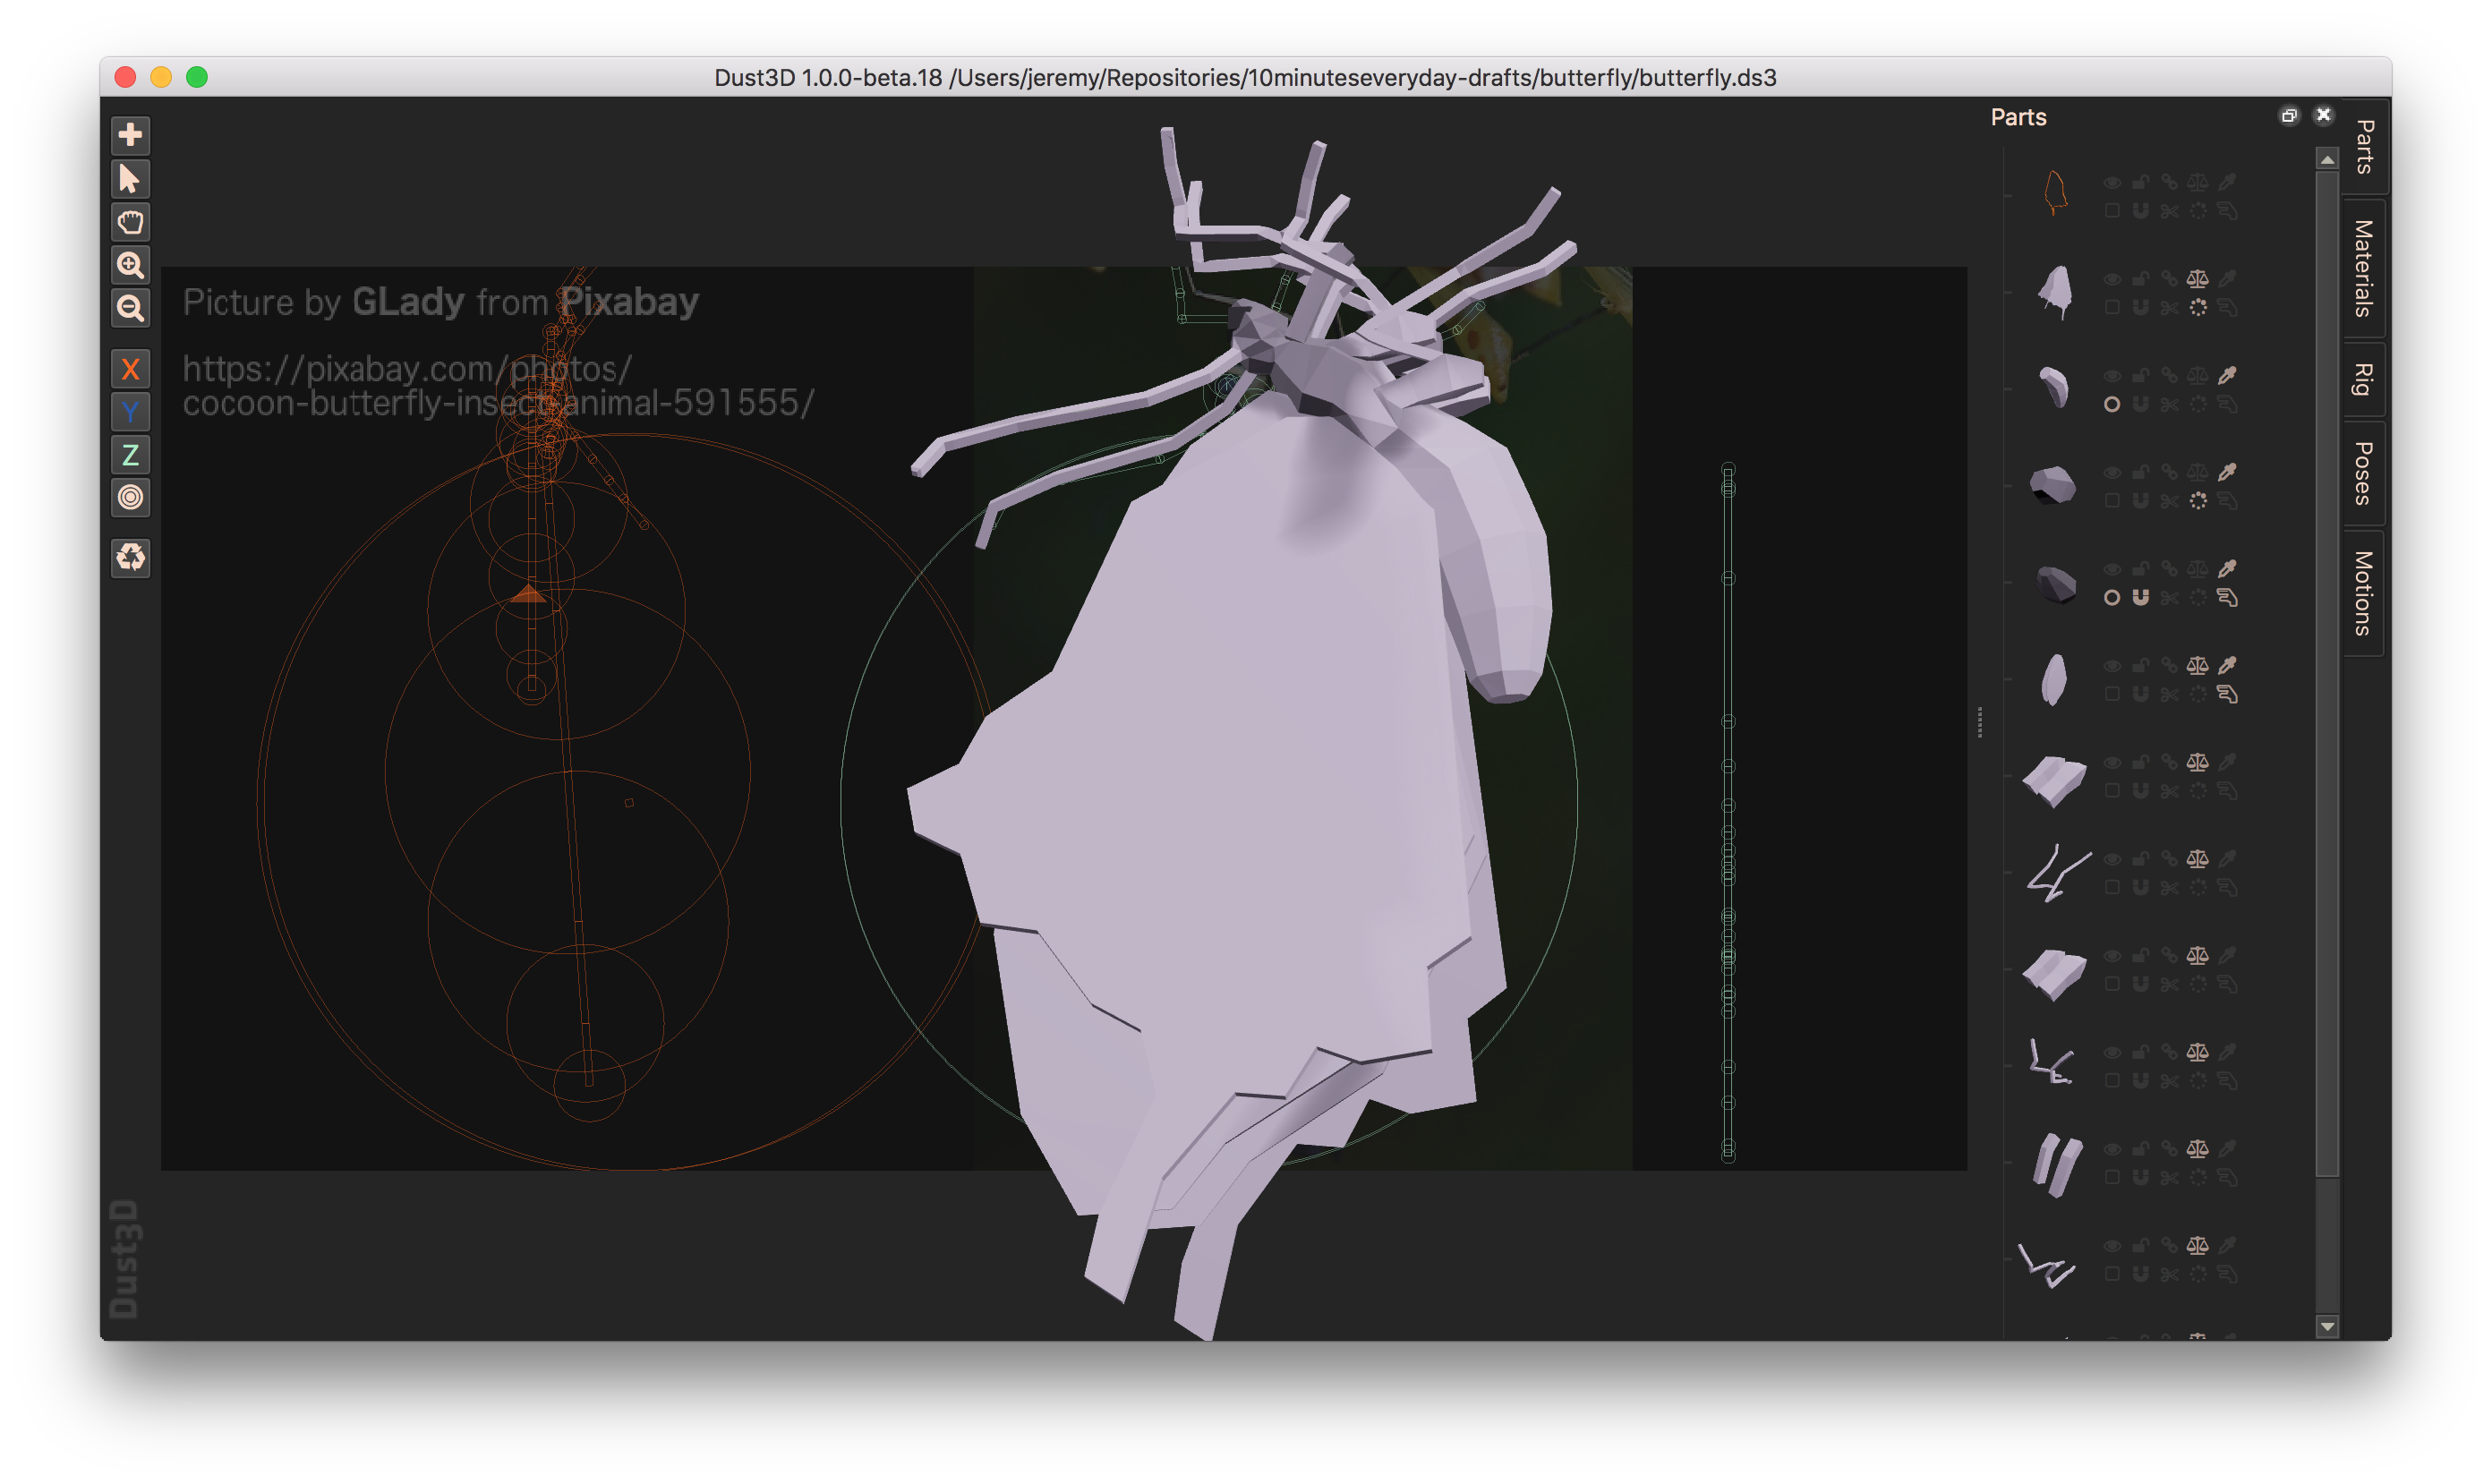 Dust3D 1.0.0-beta.18 /Users/jeremy/Repositories/10minuteseveryday-drafts/butterfly/butterfly.ds3
Picture by GLady from Pixabay
https://pixabay.com/photos/
cocoon-butterfly-insect-animal-591555/
X
Y
Z
Dust3D
Parts
Parts
Materials
Rig
Poses
Motions